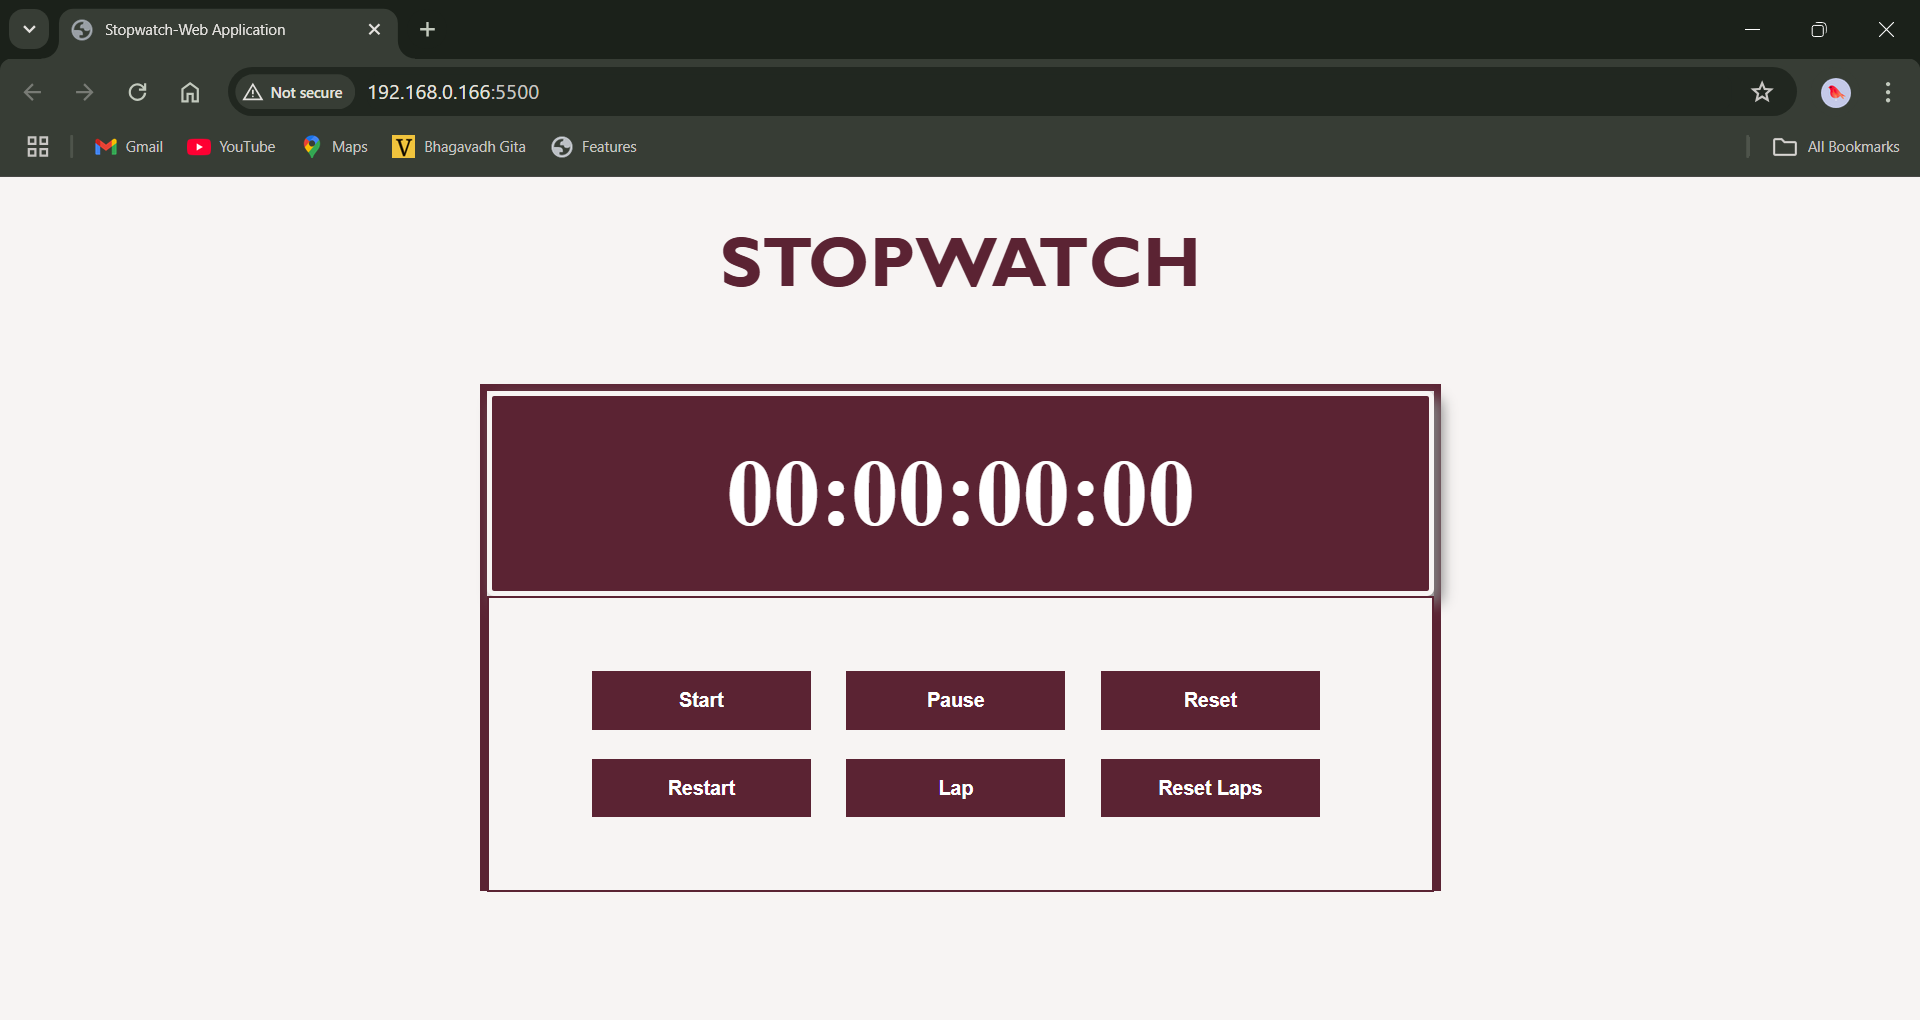 Stopwatch-Web Application
Not secure 192.168.0.166:5500
Gmail YouTube Maps V Bhagavadh Gita Features All Bookmarks
STOPWATCH
00:00:00:00
Start Pause Reset
Restart Lap Reset Laps